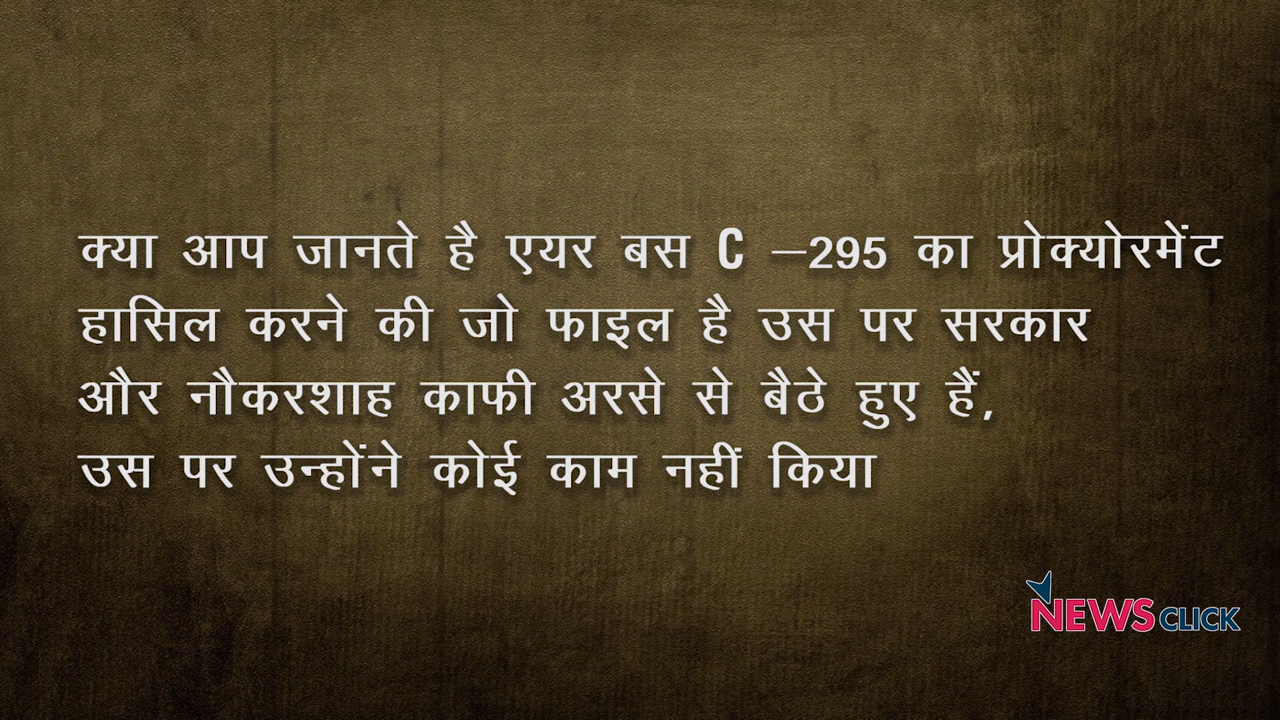 क्या आप जानते है एयर बस C –295 का प्रोक्योरमेंट
हासिल करने की जो फाइल है उस पर सरकार
और नौकरशाह काफी अरसे से बैठे हुए हैं,
उस पर उन्होंने कोई काम नहीं किया
NEWSCLICK